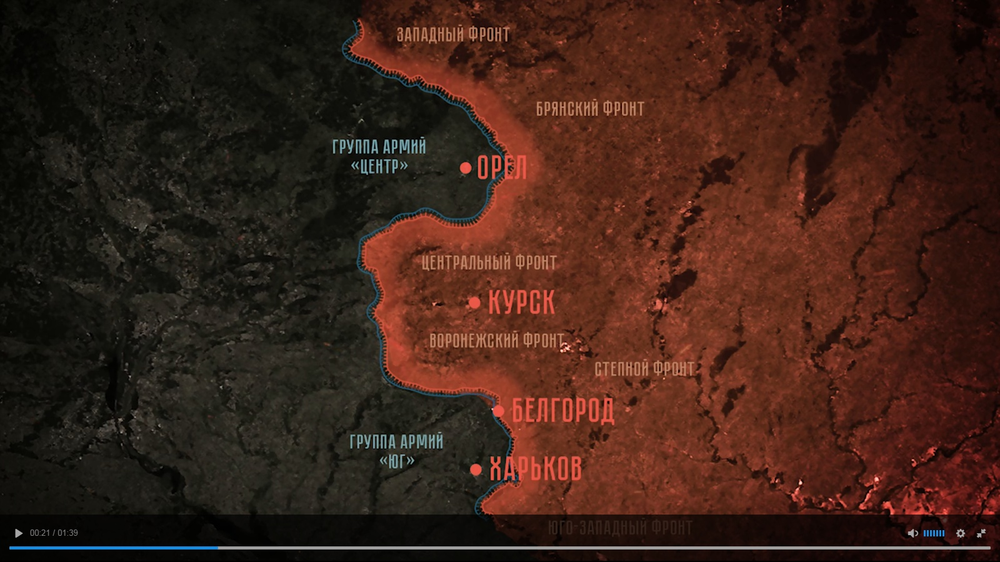 ЗАПАДНЫЙ ФРОНТ
БРЯНСКИЙ ФРОНТ
ГРУППА АРМИЙ
«ЦЕНТР»
ОРЕЛ
ЦЕНТРАЛЬНЫЙ ФРОНТ
КУРСК
ВОРОНЕЖСКИЙ ФРОНТ
СТЕПНОЙ ФРОНТ
БЕЛГОРОД
ГРУППА АРМИЙ
«ЮГ»
ХАРЬКОВ
ЮГО-ЗАПАДНЫЙ ФРОНТ
00:21 / 01:39